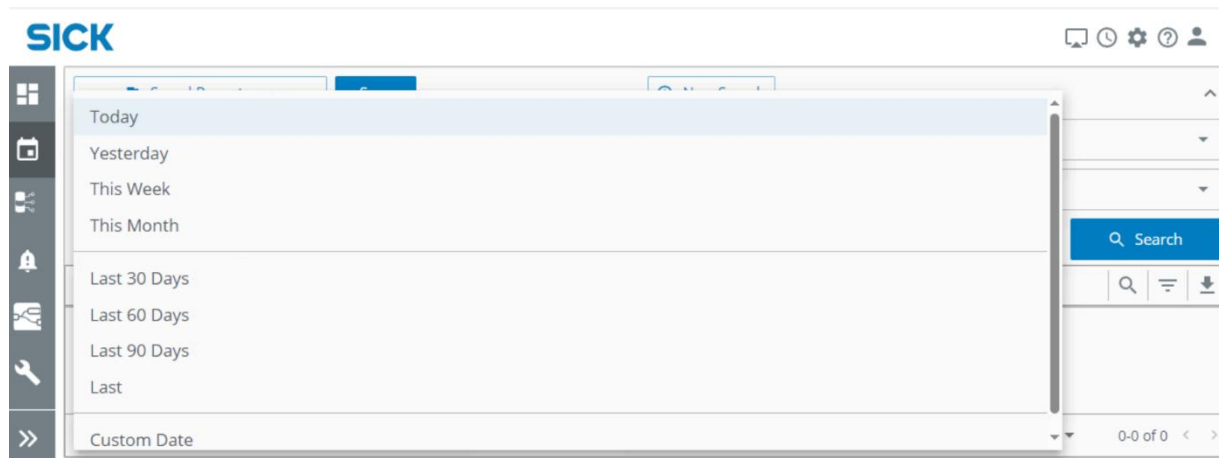 SICK
Today
Yesterday
This Week
This Month
Search
Last 30 Days
Last 60 Days
Last 90 Days
Last
Custom Date
0-0 of 0